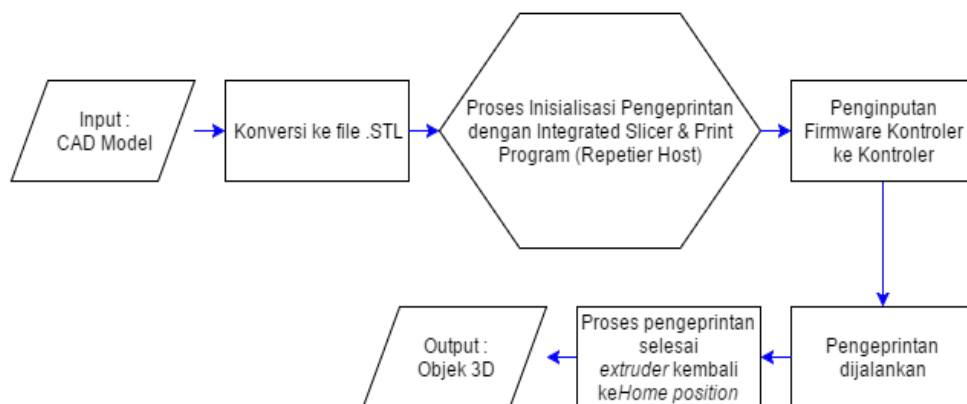 Input :
CAD Model
Konversi ke file .STL
Proses Inisialisasi Pengeprintan
dengan Integrated Slicer & Print
Program (Repetier Host)
Penginputan
Firmware Kontroler
ke Kontroler
Pengeprintan
dijalankan
Proses pengeprintan
selesai
extruder kembali
keHome position
Output :
Objek 3D